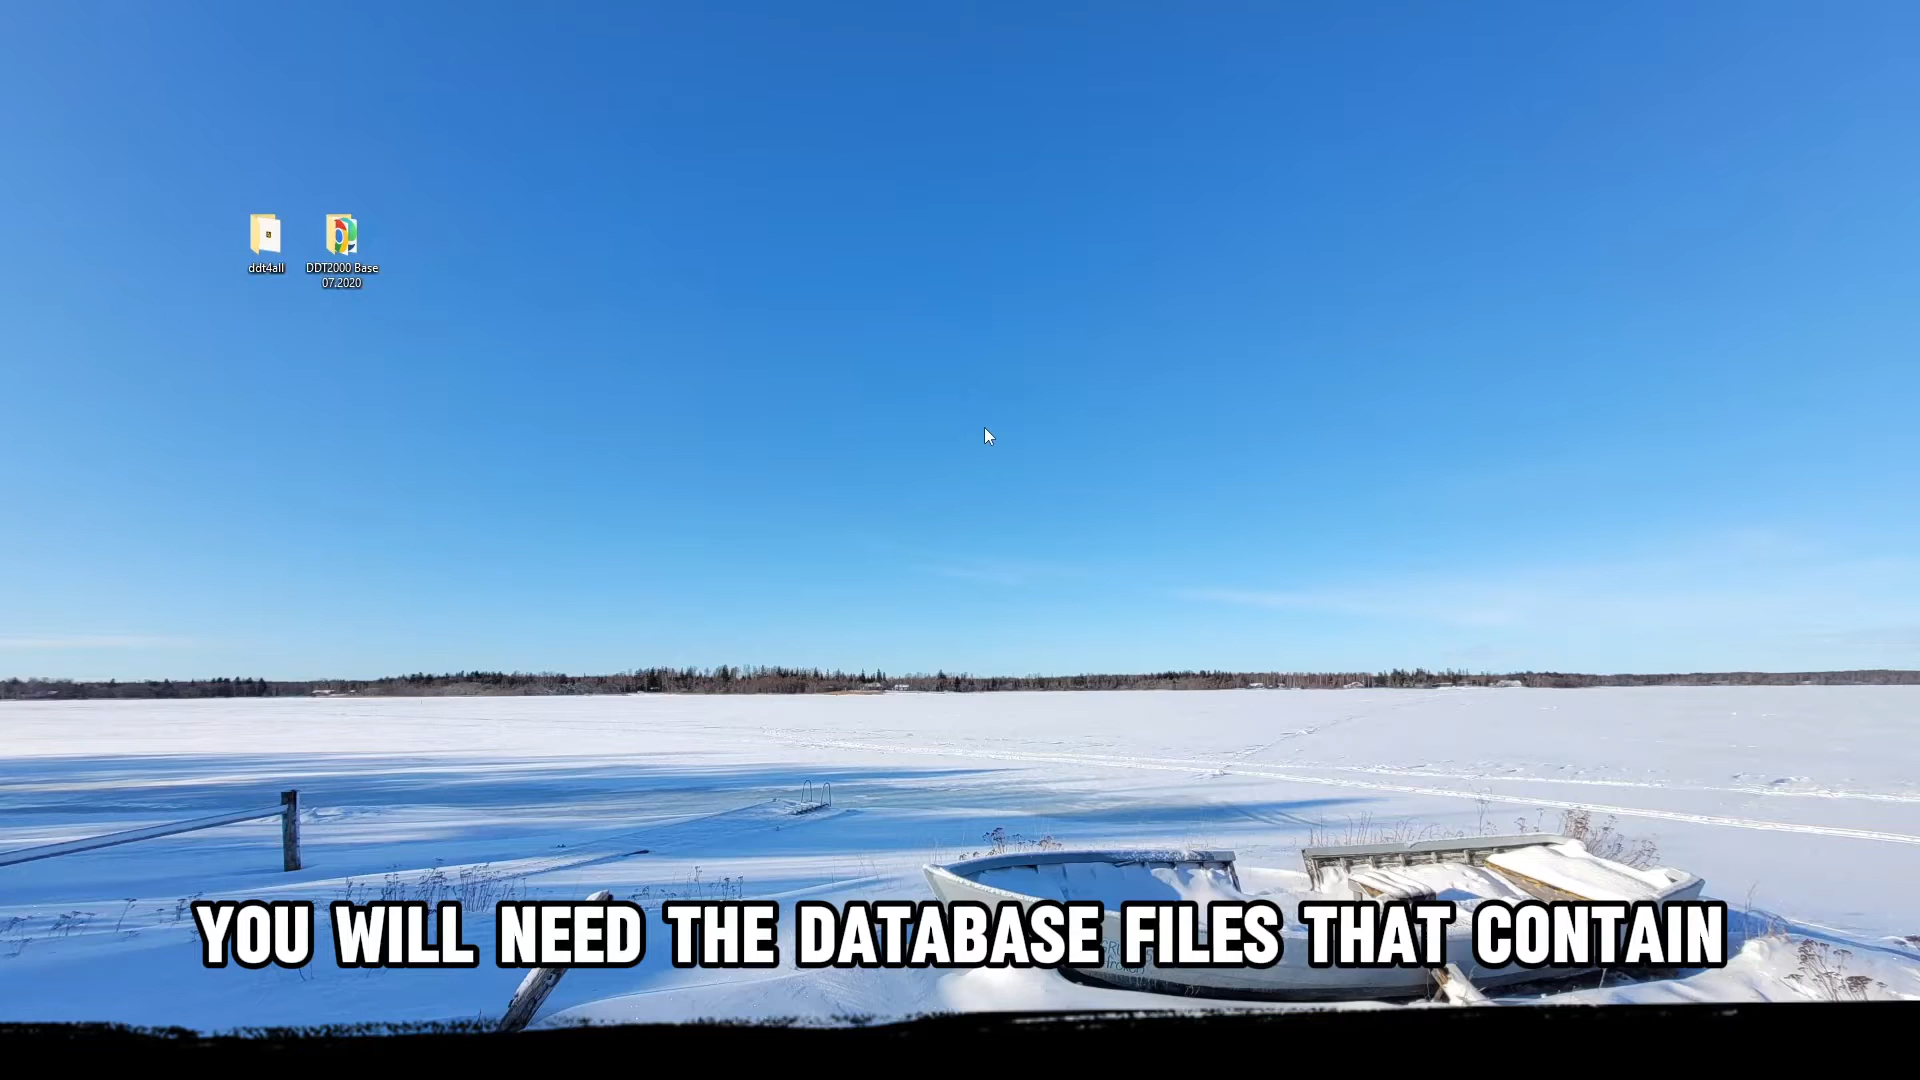 ddt4all
DDT2000 Base
07.2020
YOU WILL NEED THE DATABASE FILES THAT CONTAIN